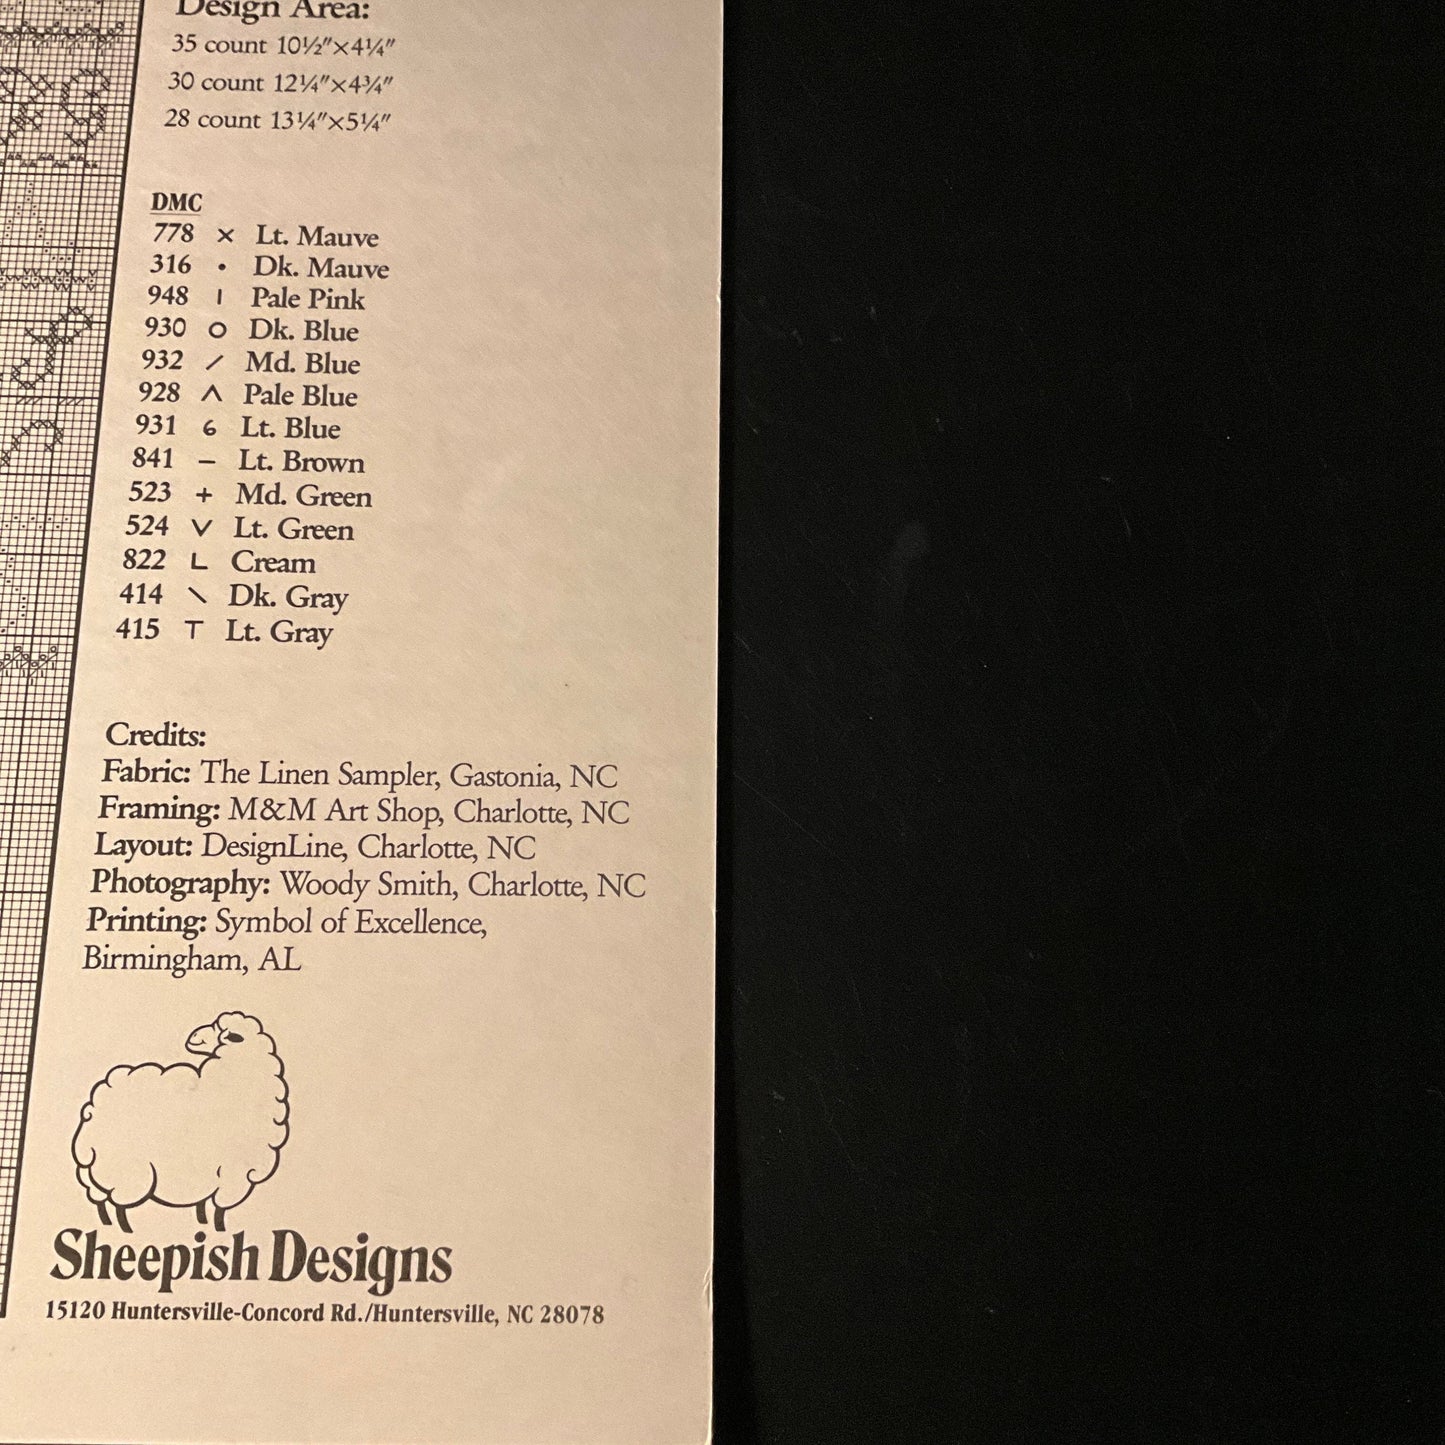 Design Area:
35 count 10½"×4¼"
30 count 12¼"×4¾"
28 count 13¼"×5¼"
DMC
778 × Lt. Mauve
316 • Dk. Mauve
948 ı Pale Pink
930 o Dk. Blue
932 ⁄ Md. Blue
928 ^ Pale Blue
931 6 Lt. Blue
841 – Lt. Brown
523 + Md. Green
524 V Lt. Green
822 L Cream
414 \ Dk. Gray
415 T Lt. Gray
Credits:
Fabric: The Linen Sampler, Gastonia, NC
Framing: M&M Art Shop, Charlotte, NC
Layout: DesignLine, Charlotte, NC
Photography: Woody Smith, Charlotte, NC
Printing: Symbol of Excellence,
Birmingham, AL
Sheepish Designs
15120 Huntersville-Concord Rd./Huntersville, NC 28078